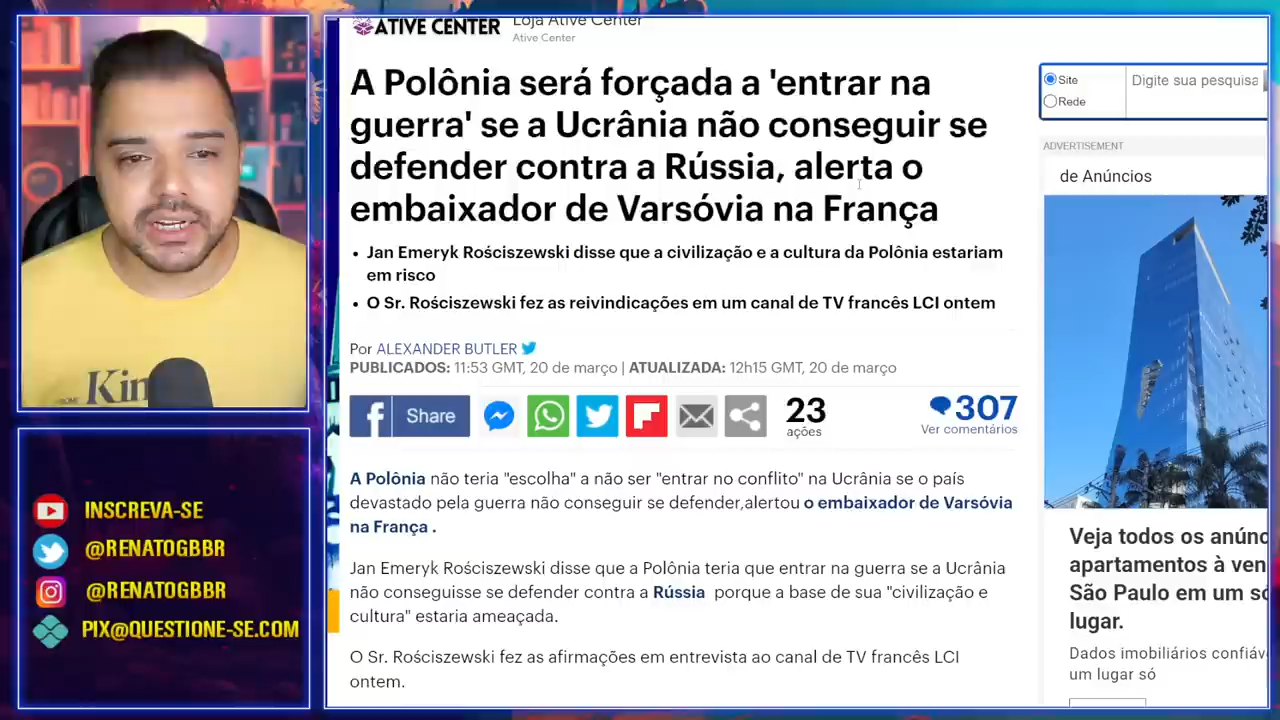 ATIVE CENTER
Loja Ative Center
Ative Center
A Polônia será forçada a 'entrar na
guerra' se a Ucrânia não conseguir se
defender contra a Rússia, alerta o
embaixador de Varsóvia na França
• Jan Emeryk Rościszewski disse que a civilização e a cultura da Polônia estariam
em risco
• O Sr. Rościszewski fez as reivindicações em um canal de TV francês LCI ontem
Por ALEXANDER BUTLER
PUBLICADOS: 11:53 GMT, 20 de março | ATUALIZADA: 12h15 GMT, 20 de março
f Share
23
ações
307
Ver comentários
A Polônia não teria "escolha" a não ser "entrar no conflito" na Ucrânia se o país
devastado pela guerra não conseguir se defender,alertou o embaixador de Varsóvia
na França .
Jan Emeryk Rościszewski disse que a Polônia teria que entrar na guerra se a Ucrânia
não conseguisse se defender contra a Rússia porque a base de sua "civilização e
cultura" estaria ameaçada.
O Sr. Rościszewski fez as afirmações em entrevista ao canal de TV francês LCI
ontem.
Site
Rede
Digite sua pesquisa
ADVERTISEMENT
de Anúncios
Veja todos os anúnc
apartamentos à ven
São Paulo em um so
lugar.
Dados imobiliários confiáv
um lugar só
Kin
INSCREVA-SE
@RENATOGBBR
@RENATOGBBR
PIX@QUESTIONE-SE.COM